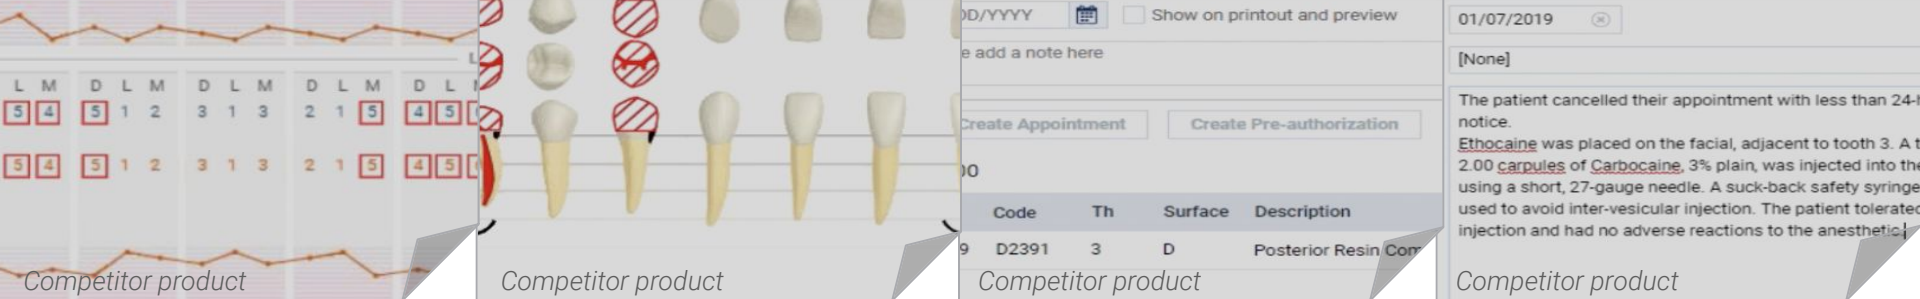 L M D L M D L M D L M D L
5 4 5 1 2 3 1 3 2 1 5 4 5
5 4 5 1 2 3 1 3 2 1 5 4 5
Competitor product
Competitor product
DD/YYYY Show on printout and preview
add a note here
Create Appointment Create Pre-authorization
00
Code Th Surface Description
9 D2391 3 D Posterior Resin Com
Competitor product
01/07/2019
[None]
The patient cancelled their appointment with less than 24-
notice.
Ethocaine was placed on the facial, adjacent to tooth 3. A
2.00 carpules of Carbocaine, 3% plain, was injected into the
using a short, 27-gauge needle. A suck-back safety syringe
used to avoid inter-vesicular injection. The patient tolerated
injection and had no adverse reactions to the anesthetic.
Competitor product